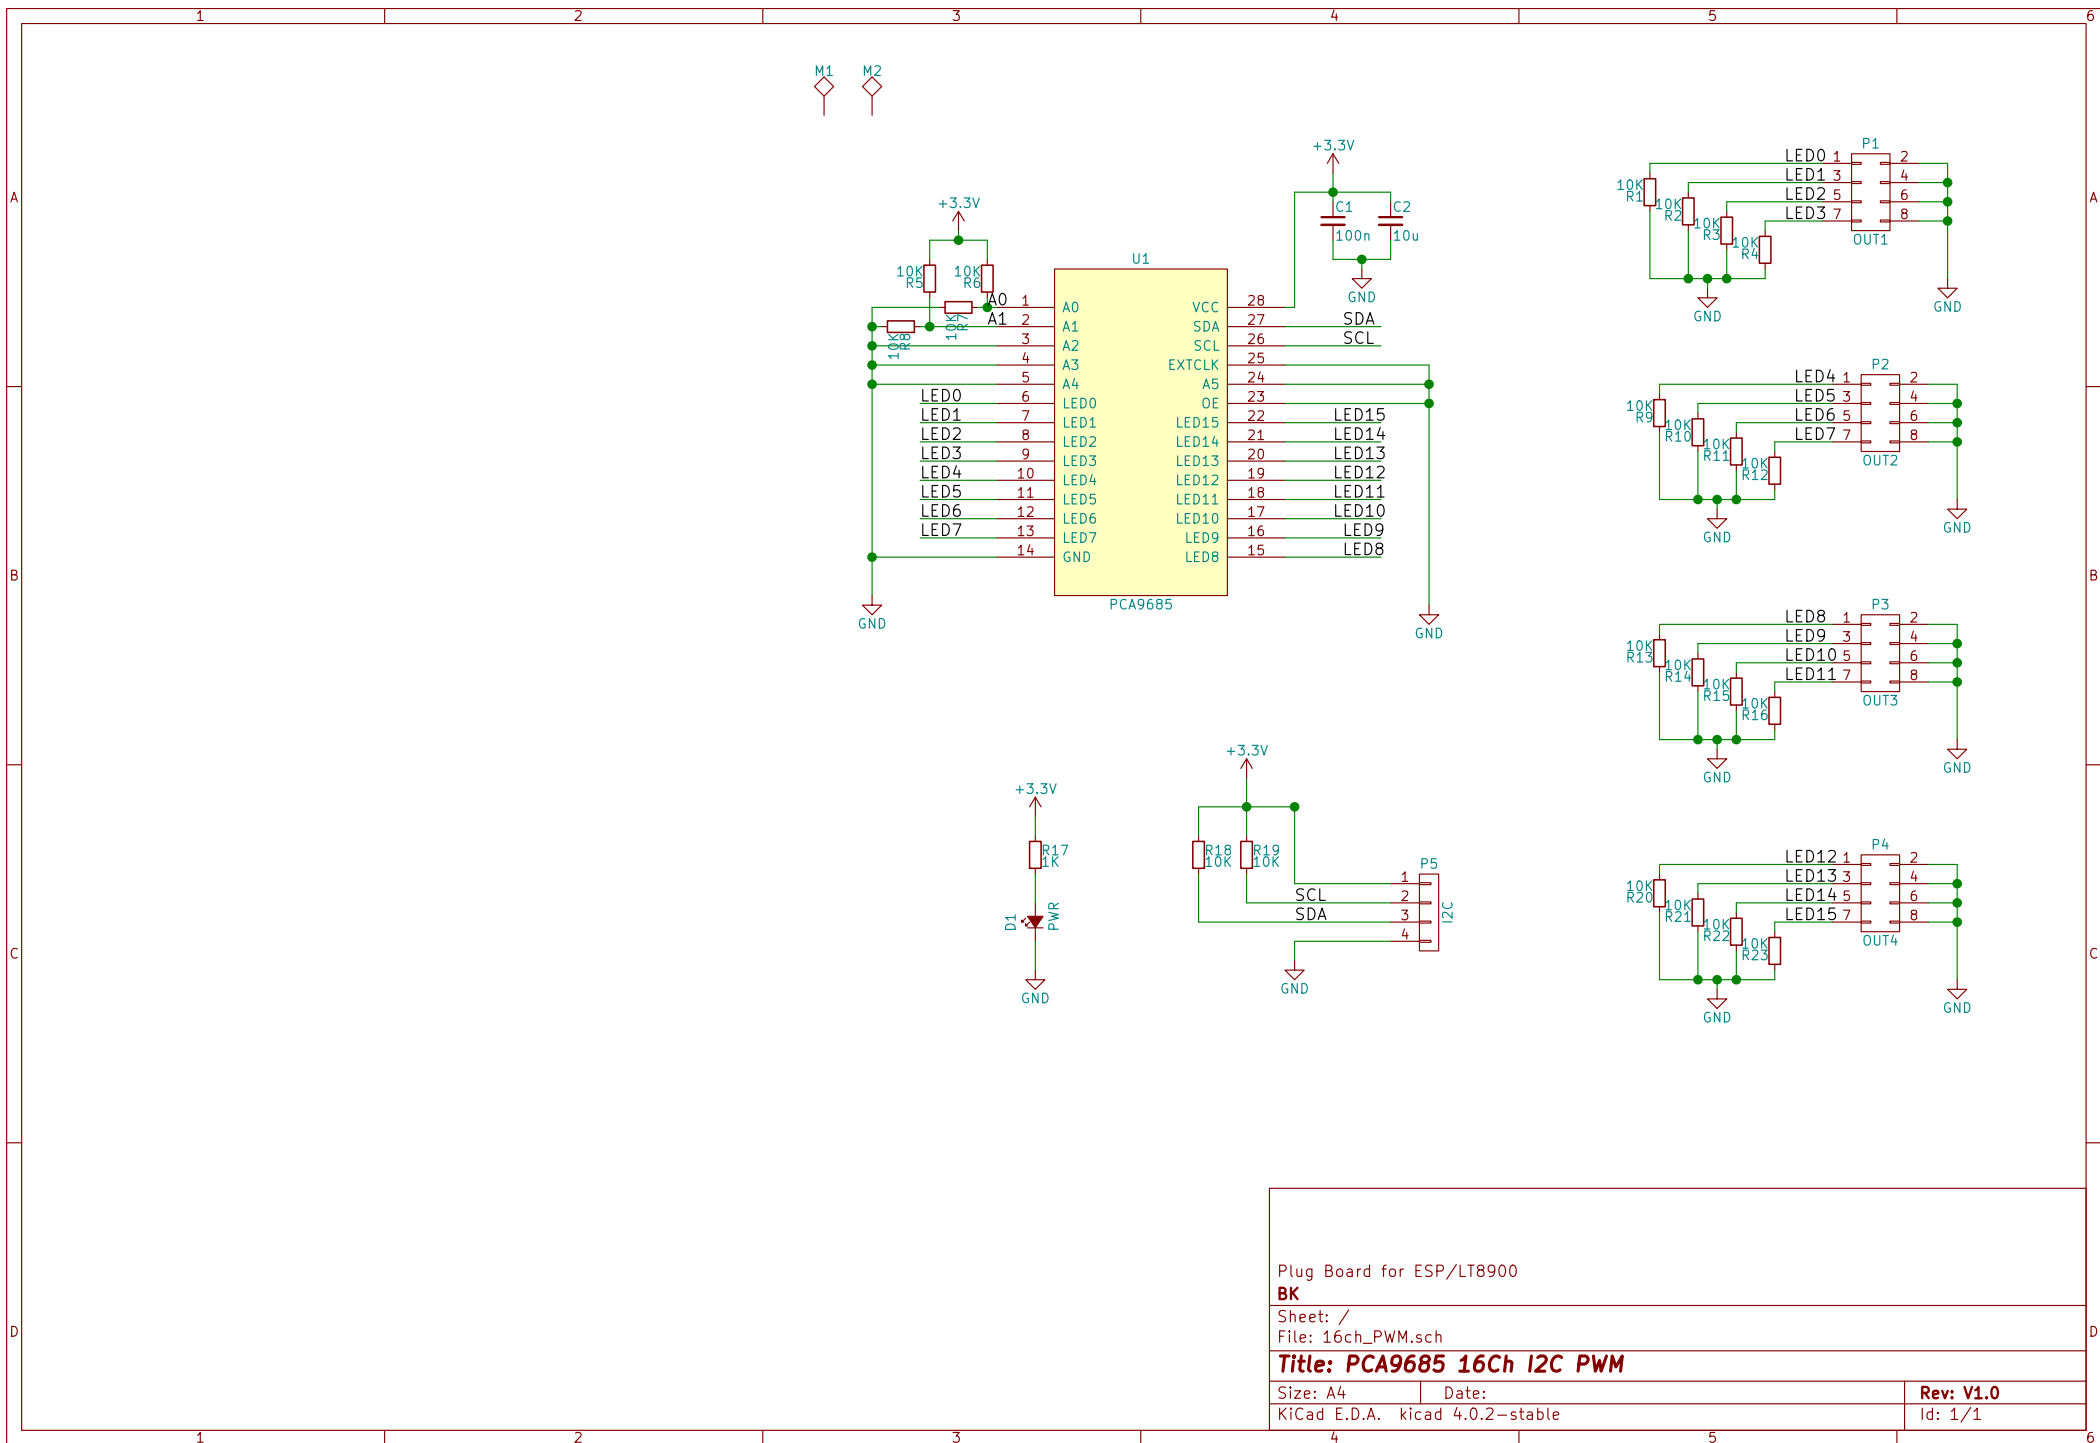 1 2 3 4 5 6
A A
B B
C C
D D
M1 M2
+3.3V
C1 C2
100n 10u
GND
+3.3V
10K 10K
R5 R6
A0
A1
10K
R7
10K
R8
U1
1 A0 VCC 28
2 A1 SDA 27 SDA
3 A2 SCL 26 SCL
4 A3 EXTCLK 25
5 A4 A5 24
LED0 6 LED0 OE 23
LED1 7 LED1 LED15 22 LED15
LED2 8 LED2 LED14 21 LED14
LED3 9 LED3 LED13 20 LED13
LED4 10 LED4 LED12 19 LED12
LED5 11 LED5 LED11 18 LED11
LED6 12 LED6 LED10 17 LED10
LED7 13 LED7 LED9 16 LED9
14 GND LED8 15 LED8
PCA9685
GND
GND
P1
LED0 1 2
LED1 3 4
LED2 5 6
LED3 7 8
OUT1
10K
R1
10K
R2
10K
R3
10K
R4
GND
GND
P2
LED4 1 2
LED5 3 4
LED6 5 6
LED7 7 8
OUT2
10K
R9
10K
R10
10K
R11
10K
R12
GND
GND
P3
LED8 1 2
LED9 3 4
LED10 5 6
LED11 7 8
OUT3
10K
R13
10K
R14
10K
R15
10K
R16
GND
GND
P4
LED12 1 2
LED13 3 4
LED14 5 6
LED15 7 8
OUT4
10K
R20
10K
R21
10K
R22
10K
R23
GND
GND
+3.3V
R17
1K
D1
PWR
GND
+3.3V
R18 R19
10K 10K
P5
1
SCL 2
SDA 3
4
I2C
GND
Plug Board for ESP/LT8900
BK
Sheet: /
File: 16ch_PWM.sch
Title: PCA9685 16Ch I2C PWM
Size: A4 Date: Rev: V1.0
KiCad E.D.A. kicad 4.0.2-stable Id: 1/1
1 2 3 4 5 6